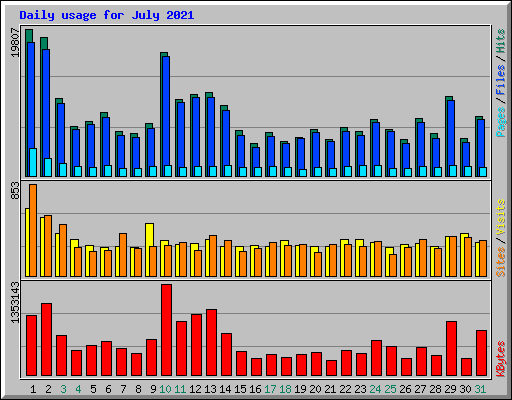 Daily usage for July 2021
19807
Pages / Files / Hits
853
Sites / Visits
1353143
KBytes
1 2 3 4 5 6 7 8 9 10 11 12 13 14 15 16 17 18 19 20 21 22 23 24 25 26 27 28 29 30 31